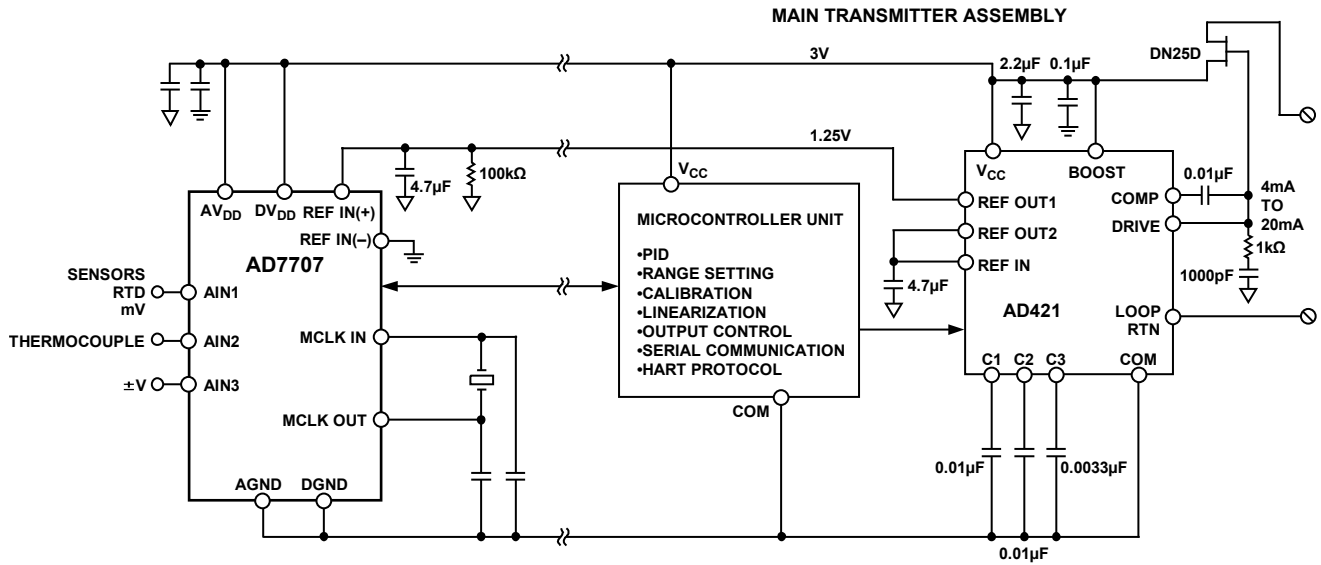 MAIN TRANSMITTER ASSEMBLY
3V
2.2µF
0.1µF
DN25D
1.25V
4.7µF
100kΩ
AV_DD
DV_DD
REF IN(+)
REF IN(–)
AD7707
SENSORS
RTD
mV
AIN1
THERMOCOUPLE
AIN2
±V
AIN3
MCLK IN
MCLK OUT
AGND
DGND
V_CC
MICROCONTROLLER UNIT
•PID
•RANGE SETTING
•CALIBRATION
•LINEARIZATION
•OUTPUT CONTROL
•SERIAL COMMUNICATION
•HART PROTOCOL
COM
V_CC
BOOST
REF OUT1
REF OUT2
REF IN
4.7µF
AD421
COMP
DRIVE
0.01µF
4mA
TO
20mA
1kΩ
1000pF
LOOP
RTN
C1
C2
C3
COM
0.01µF
0.0033µF
0.01µF